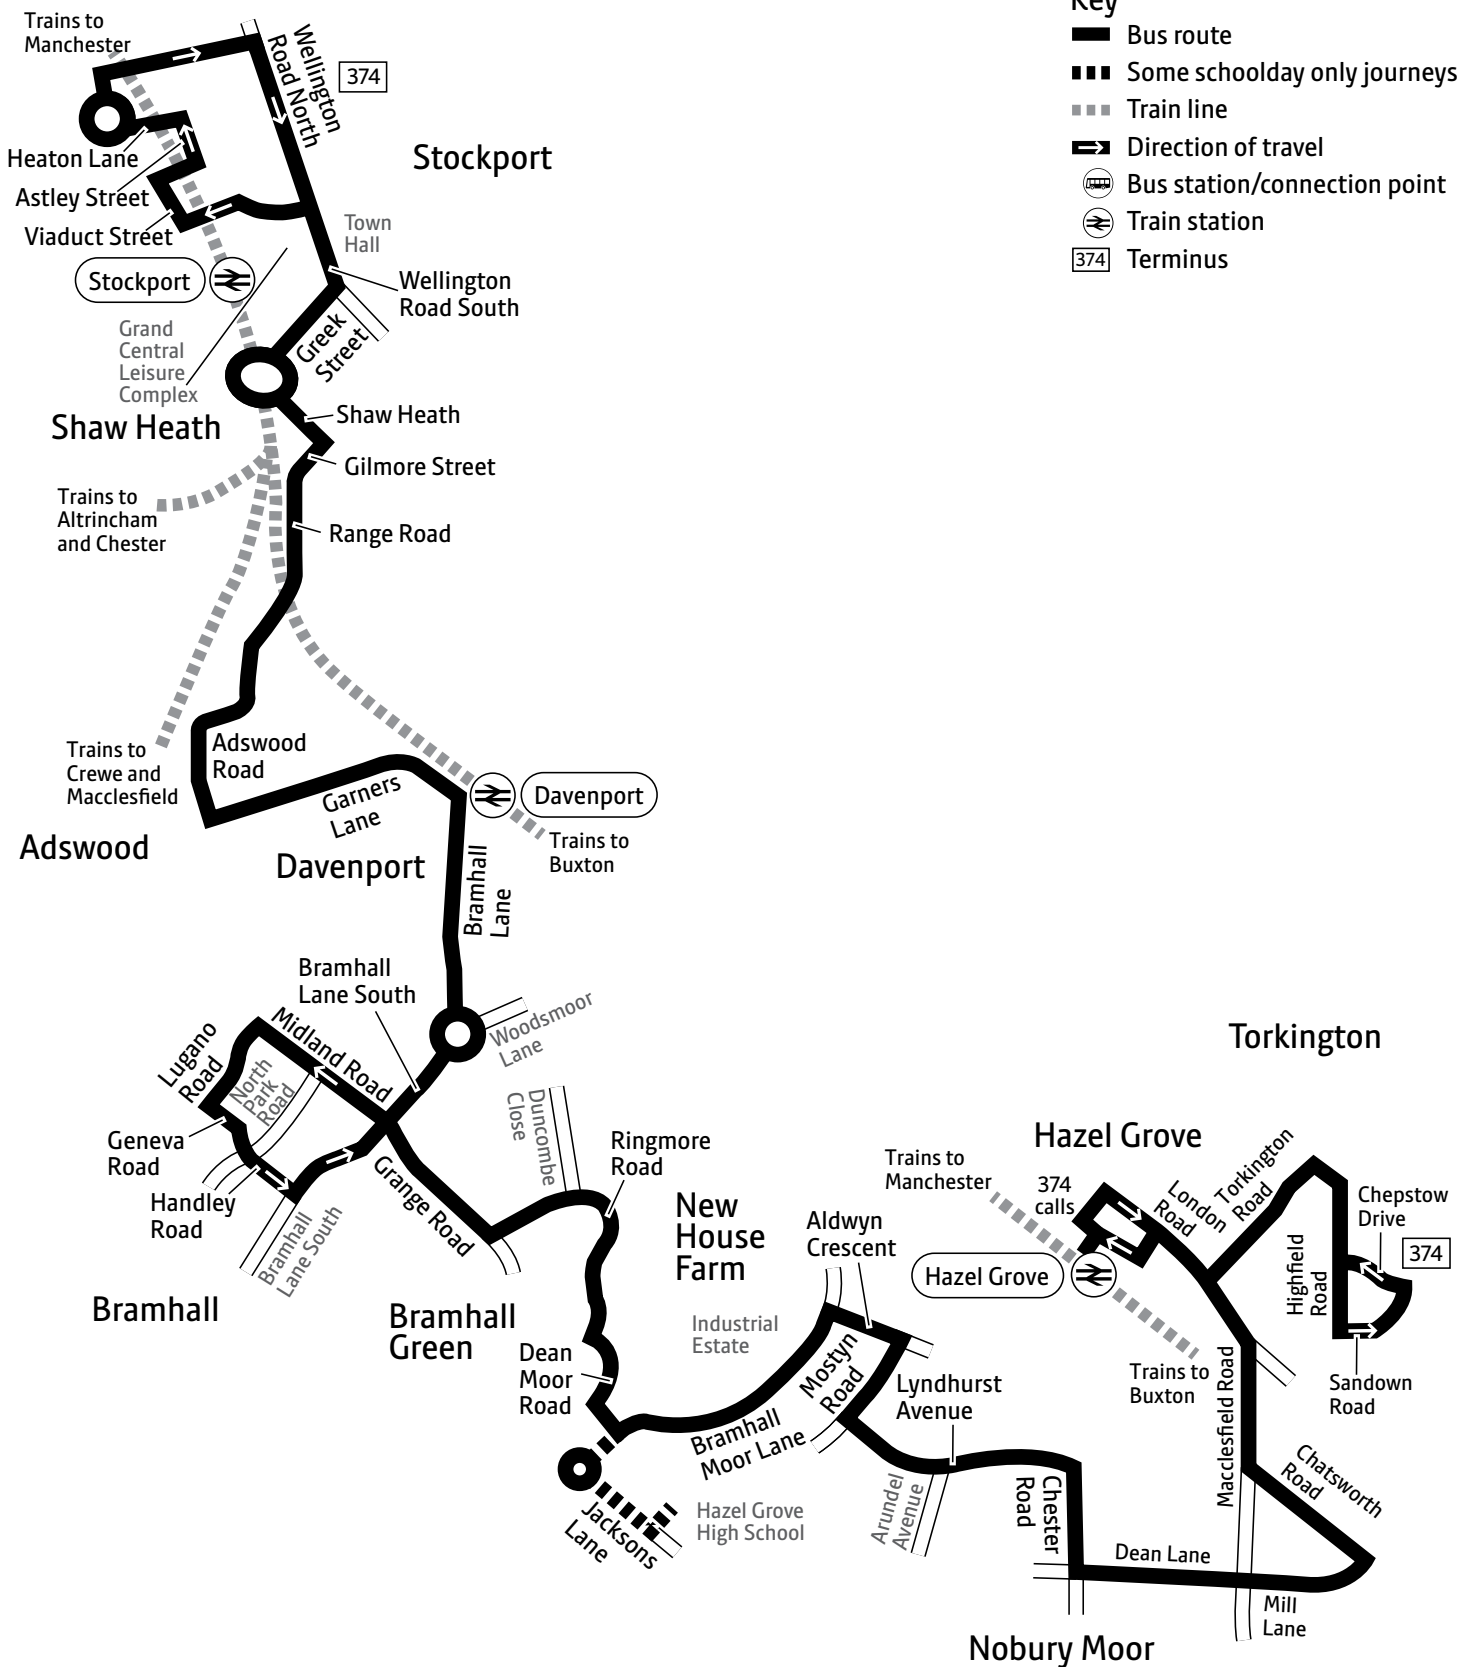 Key
Bus route
Some schoolday only journeys
Train line
Direction of travel
Bus station/connection point
Train station
374 Terminus
Trains to
Manchester
Wellington
Road North
374
Stockport
Heaton Lane
Astley Street
Viaduct Street
Town
Hall
Stockport
Wellington
Road South
Grand
Central
Leisure
Complex
Greek
Street
Shaw Heath
Shaw Heath
Gilmore Street
Trains to
Altrincham
and Chester
Range Road
Trains to
Crewe and
Macclesfield
Adswood
Road
Garners
Lane
Davenport
Trains to
Buxton
Adswood
Davenport
Bramhall
Lane
Bramhall
Lane South
Woodsmoor
Lane
Midland Road
Lugano
Road
North
Park
Road
Geneva
Road
Handley
Road
Bramhall
Lane South
Grange Road
Duncombe
Close
Ringmore
Road
Bramhall
Bramhall
Green
New
House
Farm
Industrial
Estate
Dean
Moor
Road
Aldwyn
Crescent
Mostyn
Road
Bramhall
Moor Lane
Lyndhurst
Avenue
Jacksons
Lane
Hazel Grove
High School
Arundel
Avenue
Chester
Road
Torkington
Hazel Grove
Trains to
Manchester
374
calls
Hazel Grove
London
Road
Torkington
Road
Chepstow
Drive
374
Highfield
Road
Sandown
Road
Trains to
Buxton
Macclesfield Road
Chatsworth
Road
Dean Lane
Mill
Lane
Nobury Moor